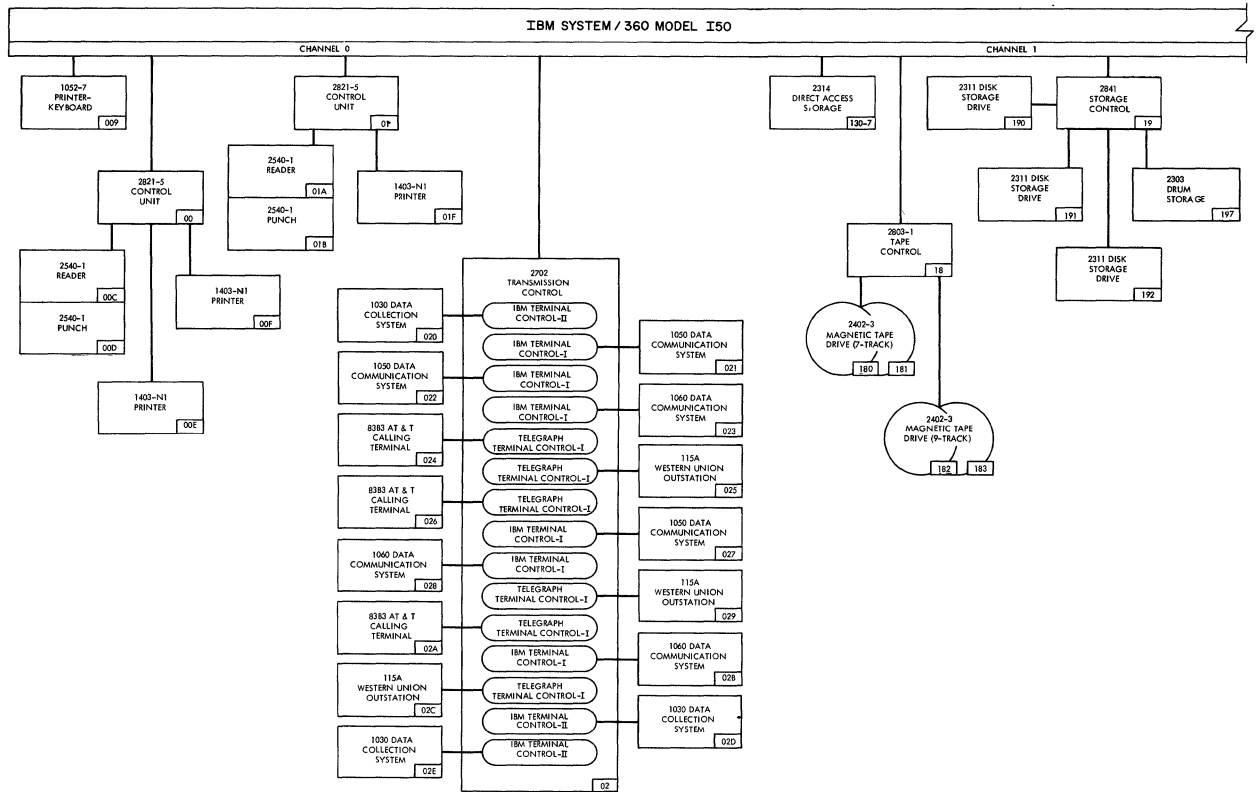 IBM SYSTEM/360 MODEL I50
CHANNEL 0
CHANNEL 1
1052-7
PRINTER-
KEYBOARD
009
2821-5
CONTROL
UNIT
00
2540-1
READER
00C
2540-1
PUNCH
00D
1403-N1
PRINTER
00F
1403-N1
PRINTER
00E
2821-5
CONTROL
UNIT
01
2540-1
READER
01A
2540-1
PUNCH
01B
1403-N1
PRINTER
01F
2702
TRANSMISSION
CONTROL
1030 DATA
COLLECTION
SYSTEM
020
IBM TERMINAL
CONTROL-II
IBM TERMINAL
CONTROL-I
1050 DATA
COMMUNICATION
SYSTEM
021
1050 DATA
COMMUNICATION
SYSTEM
022
IBM TERMINAL
CONTROL-I
IBM TERMINAL
CONTROL-I
1060 DATA
COMMUNICATION
SYSTEM
023
83B3 AT & T
CALLING
TERMINAL
024
TELEGRAPH
TERMINAL CONTROL-I
TELEGRAPH
TERMINAL CONTROL-I
115A
WESTERN UNION
OUTSTATION
025
83B3 AT & T
CALLING
TERMINAL
026
TELEGRAPH
TERMINAL CONTROL-I
IBM TERMINAL
CONTROL-I
1050 DATA
COMMUNICATION
SYSTEM
027
1060 DATA
COMMUNICATION
SYSTEM
028
IBM TERMINAL
CONTROL-I
TELEGRAPH
TERMINAL CONTROL-I
115A
WESTERN UNION
OUTSTATION
029
83B3 AT & T
CALLING
TERMINAL
02A
TELEGRAPH
TERMINAL CONTROL-I
IBM TERMINAL
CONTROL-I
1060 DATA
COMMUNICATION
SYSTEM
02B
115A
WESTERN UNION
OUTSTATION
02C
TELEGRAPH
TERMINAL CONTROL-I
IBM TERMINAL
CONTROL-II
1030 DATA
COLLECTION
SYSTEM
02D
1030 DATA
COLLECTION
SYSTEM
02E
IBM TERMINAL
CONTROL-II
02
2314
DIRECT ACCESS
STORAGE
130-7
2803-1
TAPE
CONTROL
18
2402-3
MAGNETIC TAPE
DRIVE (7-TRACK)
180
181
2402-3
MAGNETIC TAPE
DRIVE (9-TRACK)
182
183
2311 DISK
STORAGE
DRIVE
190
2841
STORAGE
CONTROL
19
2311 DISK
STORAGE
DRIVE
191
2303
DRUM
STORAGE
197
2311 DISK
STORAGE
DRIVE
192